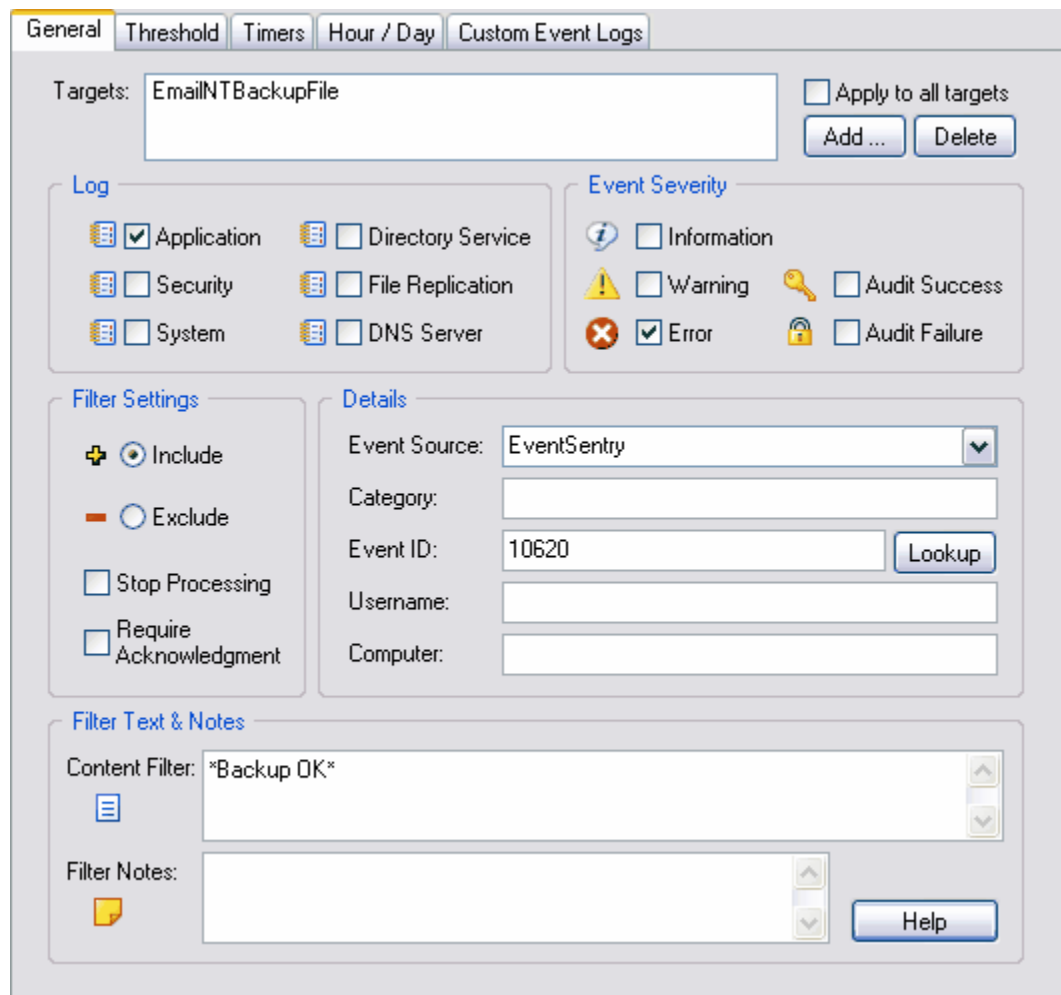 General Threshold Timers Hour / Day Custom Event Logs
Targets: EmailNTBackupFile Apply to all targets
Add ... Delete
Log
Application Directory Service
Security File Replication
System DNS Server
Event Severity
Information
Warning Audit Success
Error Audit Failure
Filter Settings
Include
Exclude
Stop Processing
Require
Acknowledgment
Details
Event Source: EventSentry
Category:
Event ID: 10620 Lookup
Username:
Computer:
Filter Text & Notes
Content Filter: *Backup OK*
Filter Notes:
Help